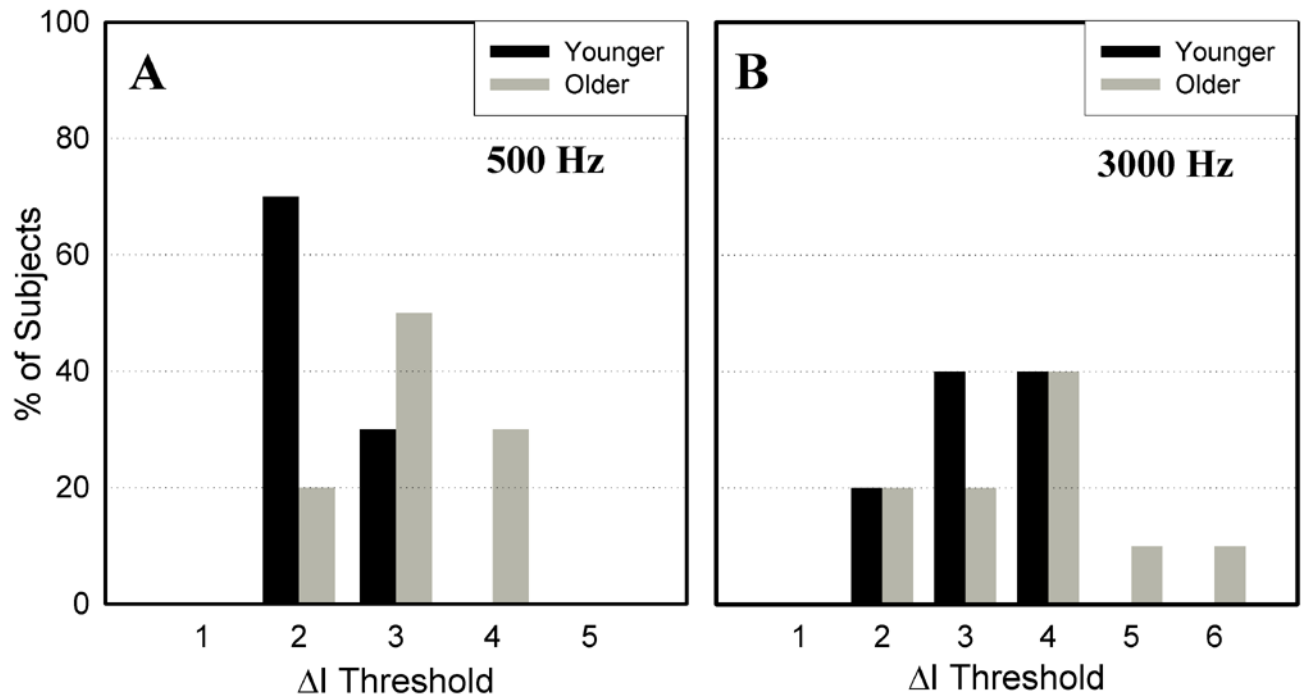 100
80
60
40
20
0
% of Subjects
A
Younger
Older
500 Hz
1 2 3 4 5
ΔI Threshold
B
Younger
Older
3000 Hz
1 2 3 4 5 6
ΔI Threshold